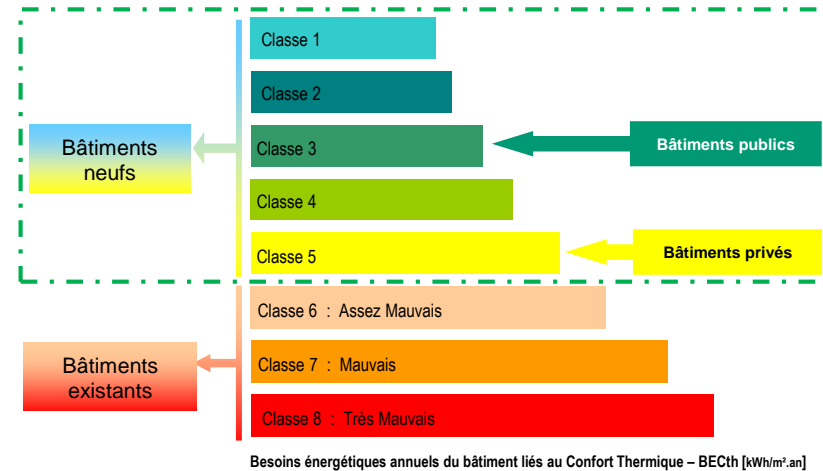 Classe 1
Classe 2
Bâtiments
neufs
Classe 3
Bâtiments publics
Classe 4
Classe 5
Bâtiments privés
Classe 6 : Assez Mauvais
Bâtiments
existants
Classe 7 : Mauvais
Classe 8 : Très Mauvais
Besoins énergétiques annuels du bâtiment liés au Confort Thermique – BECth [kWh/m².an]